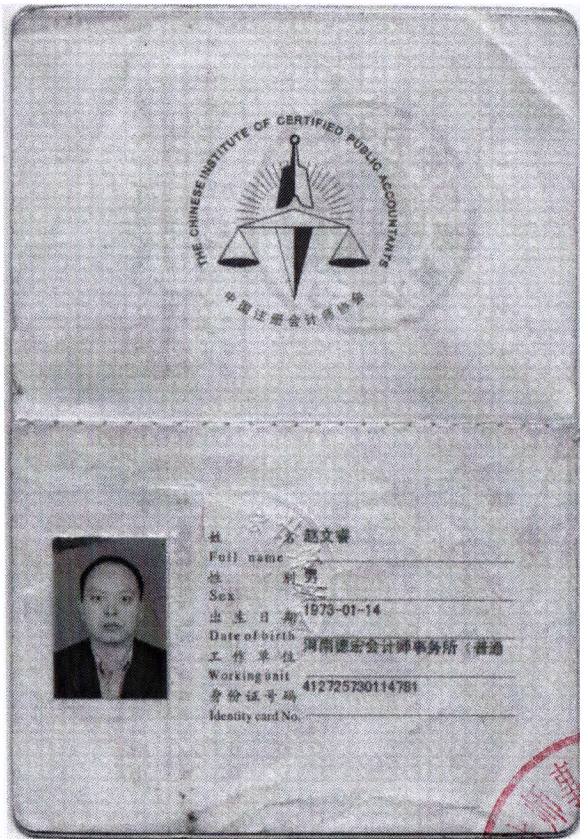 THE CHINESE INSTITUTE OF CERTIFIED PUBLIC ACCOUNTANTS
中国注册会计师协会
姓 名 赵文睿
Full name
性 别 男
Sex
出生日期 1973-01-14
Date of birth
工作单位 河南德宏会计师事务所（普通
Working unit
身份证号码 412725730114781
Identity card No.